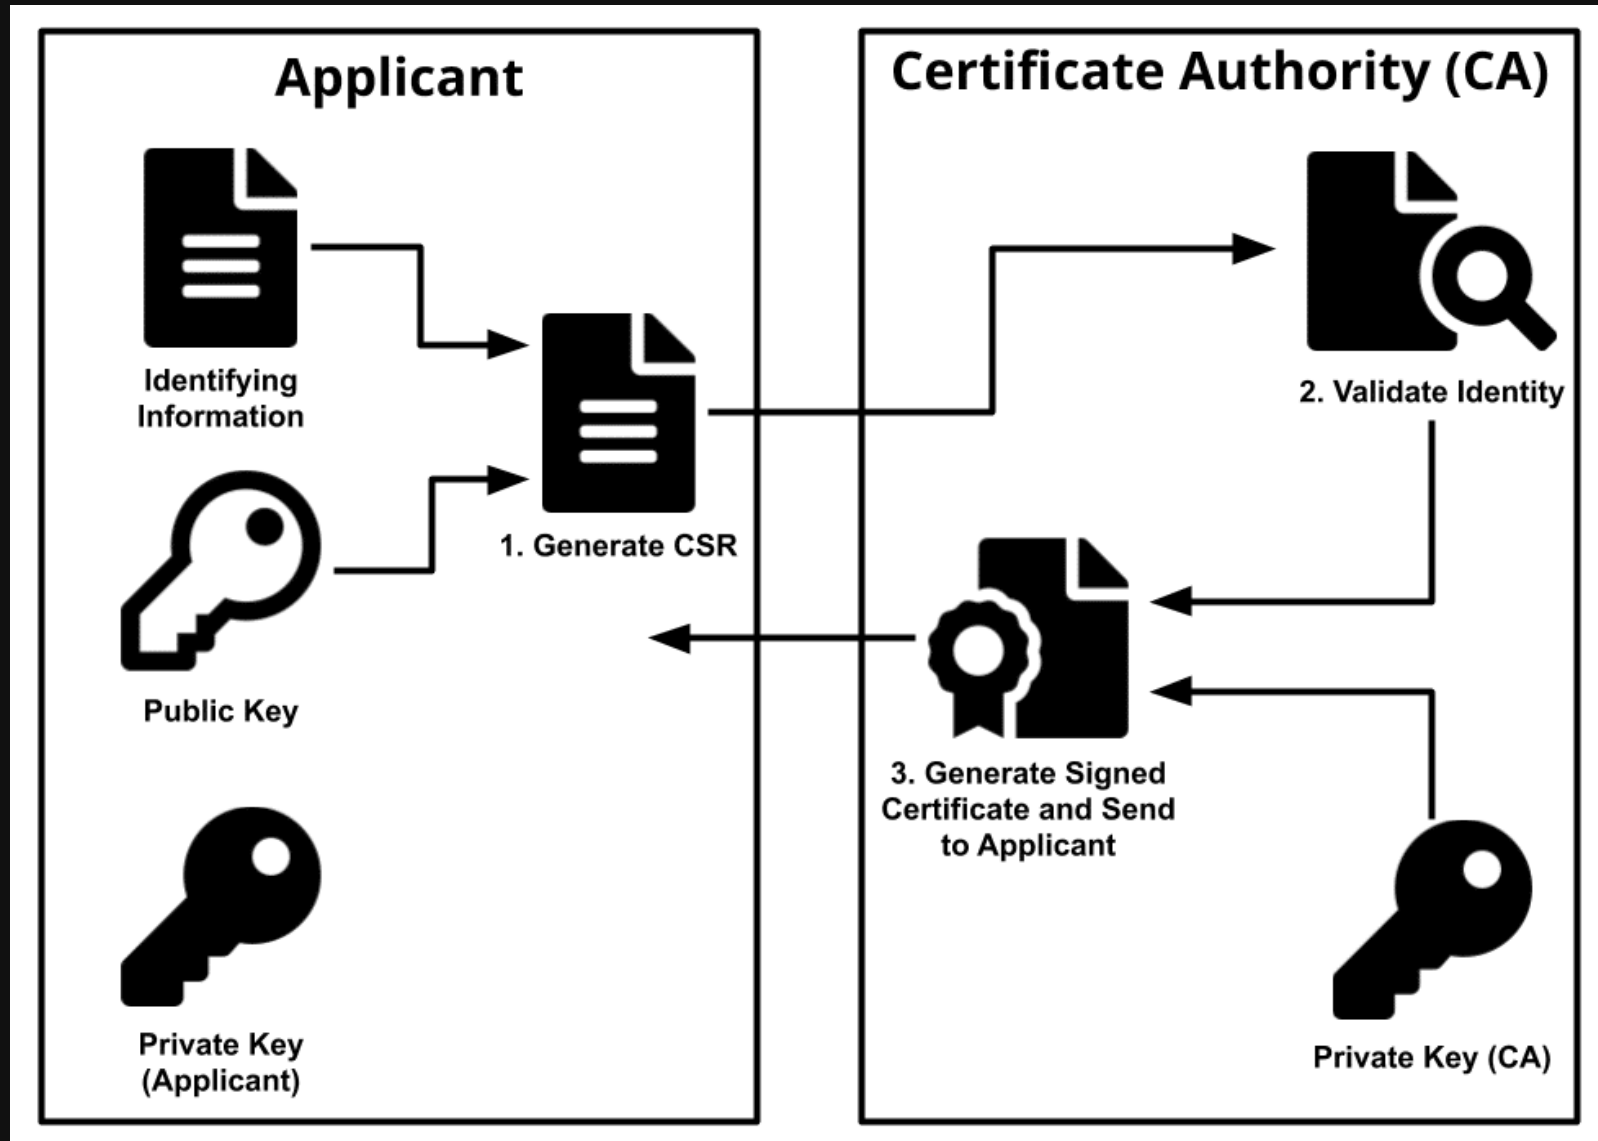 Applicant
Identifying
Information
1. Generate CSR
Public Key
Private Key
(Applicant)
Certificate Authority (CA)
2. Validate Identity
3. Generate Signed
Certificate and Send
to Applicant
Private Key (CA)